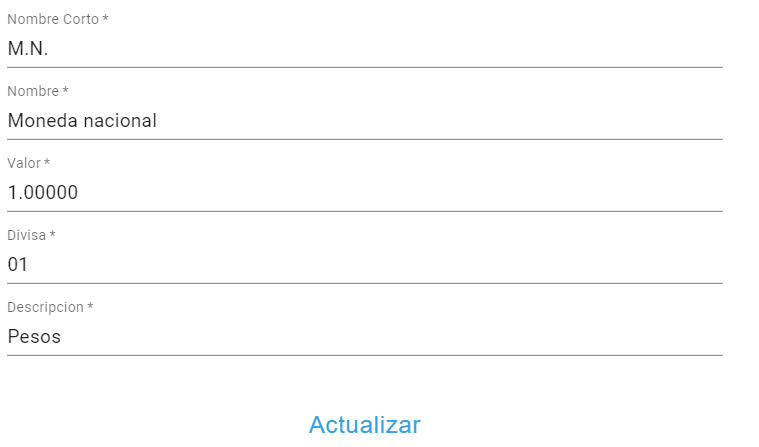 Nombre Corto *
M.N.
Nombre *
Moneda nacional
Valor *
1.00000
Divisa *
01
Descripcion *
Pesos
Actualizar